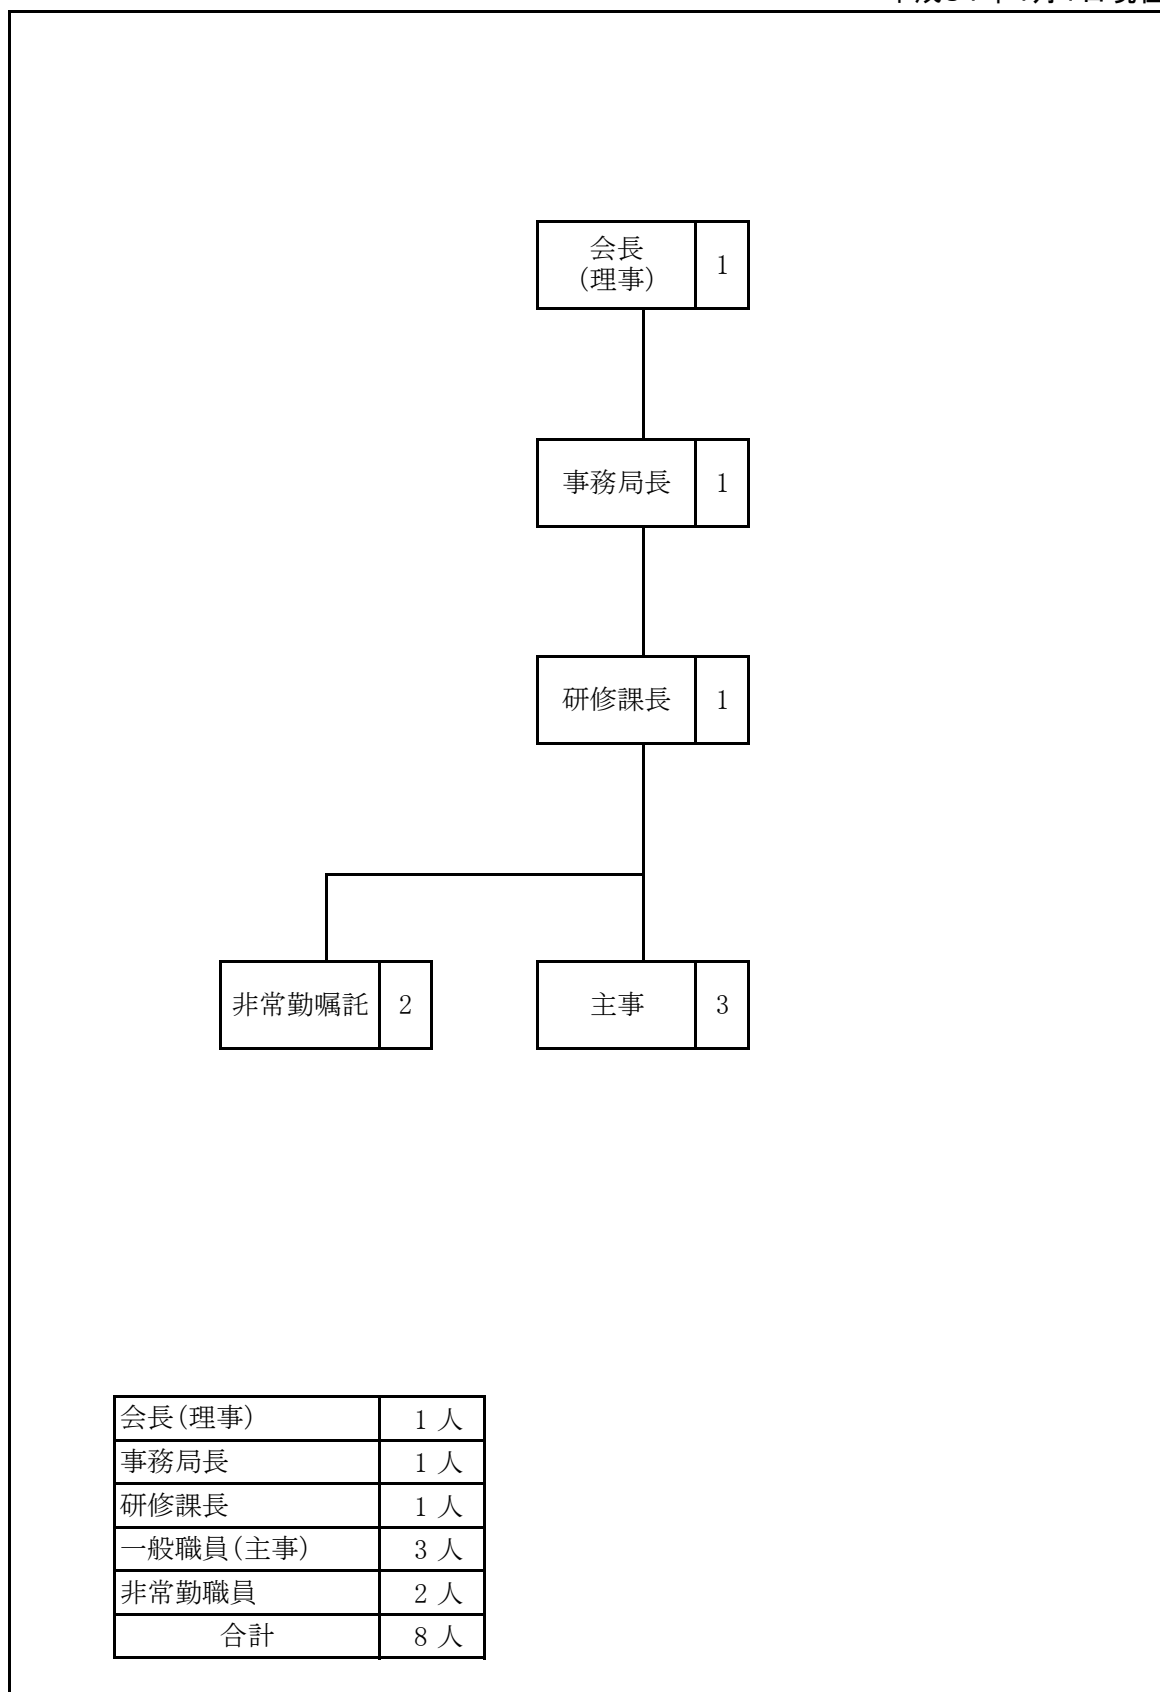 会長
(理事)
1
事務局長
1
研修課長
1
非常勤嘱託
2
主事
3
会長(理事) 1 人
事務局長 1 人
研修課長 1 人
一般職員(主事) 3 人
非常勤職員 2 人
合計 8 人